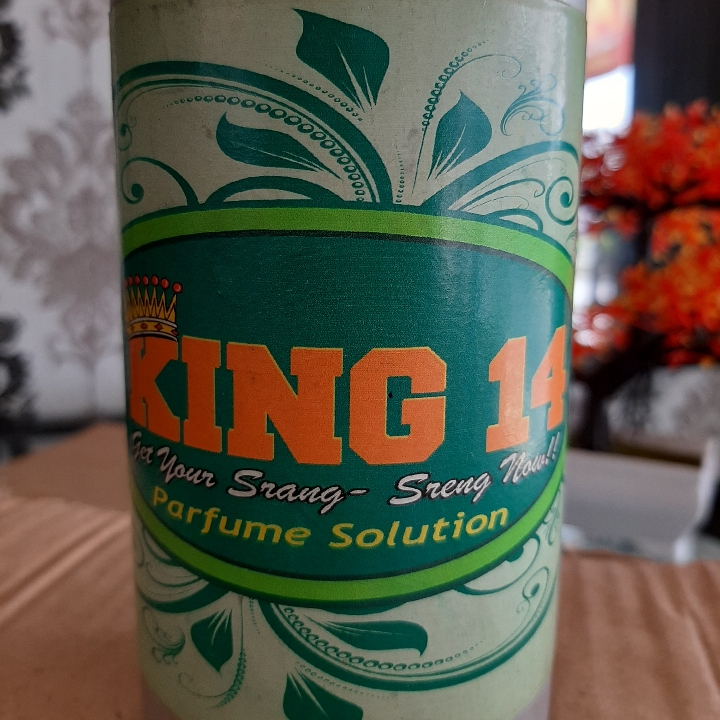 KING 14
Get Your Srang- Sreng Now!!
Parfume Solution